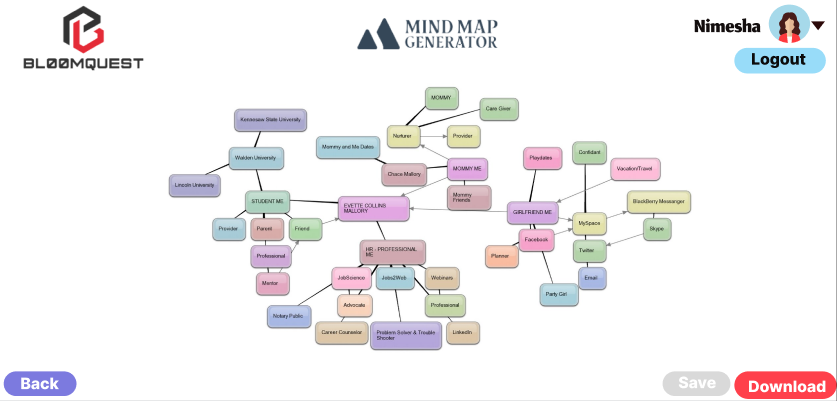 BLOOMQUEST
MIND MAP
GENERATOR
Nimesha
Logout
MOMMY
Care Giver
Kennesaw State University
Nurturer
Provider
Mommy and Me Dates
Walden University
Playdates
Confidant
Chace Mallory
MOMMY ME
Vacation/Travel
Lincoln University
Mommy
Friends
STUDENT ME
EVETTE COLLINS
MALLORY
GIRLFRIEND ME
BlackBerry Messenger
MySpace
Provider
Parent
Friend
Skype
Facebook
HR - PROFESSIONAL
ME
Twitter
Planner
Professional
JobScience
Jobs2Web
Webinars
Email
Mentor
Party Girl
Advocate
Professional
Notary Public
Career Counselor
Problem Solver & Trouble
Shooter
LinkedIn
Back
Save
Download